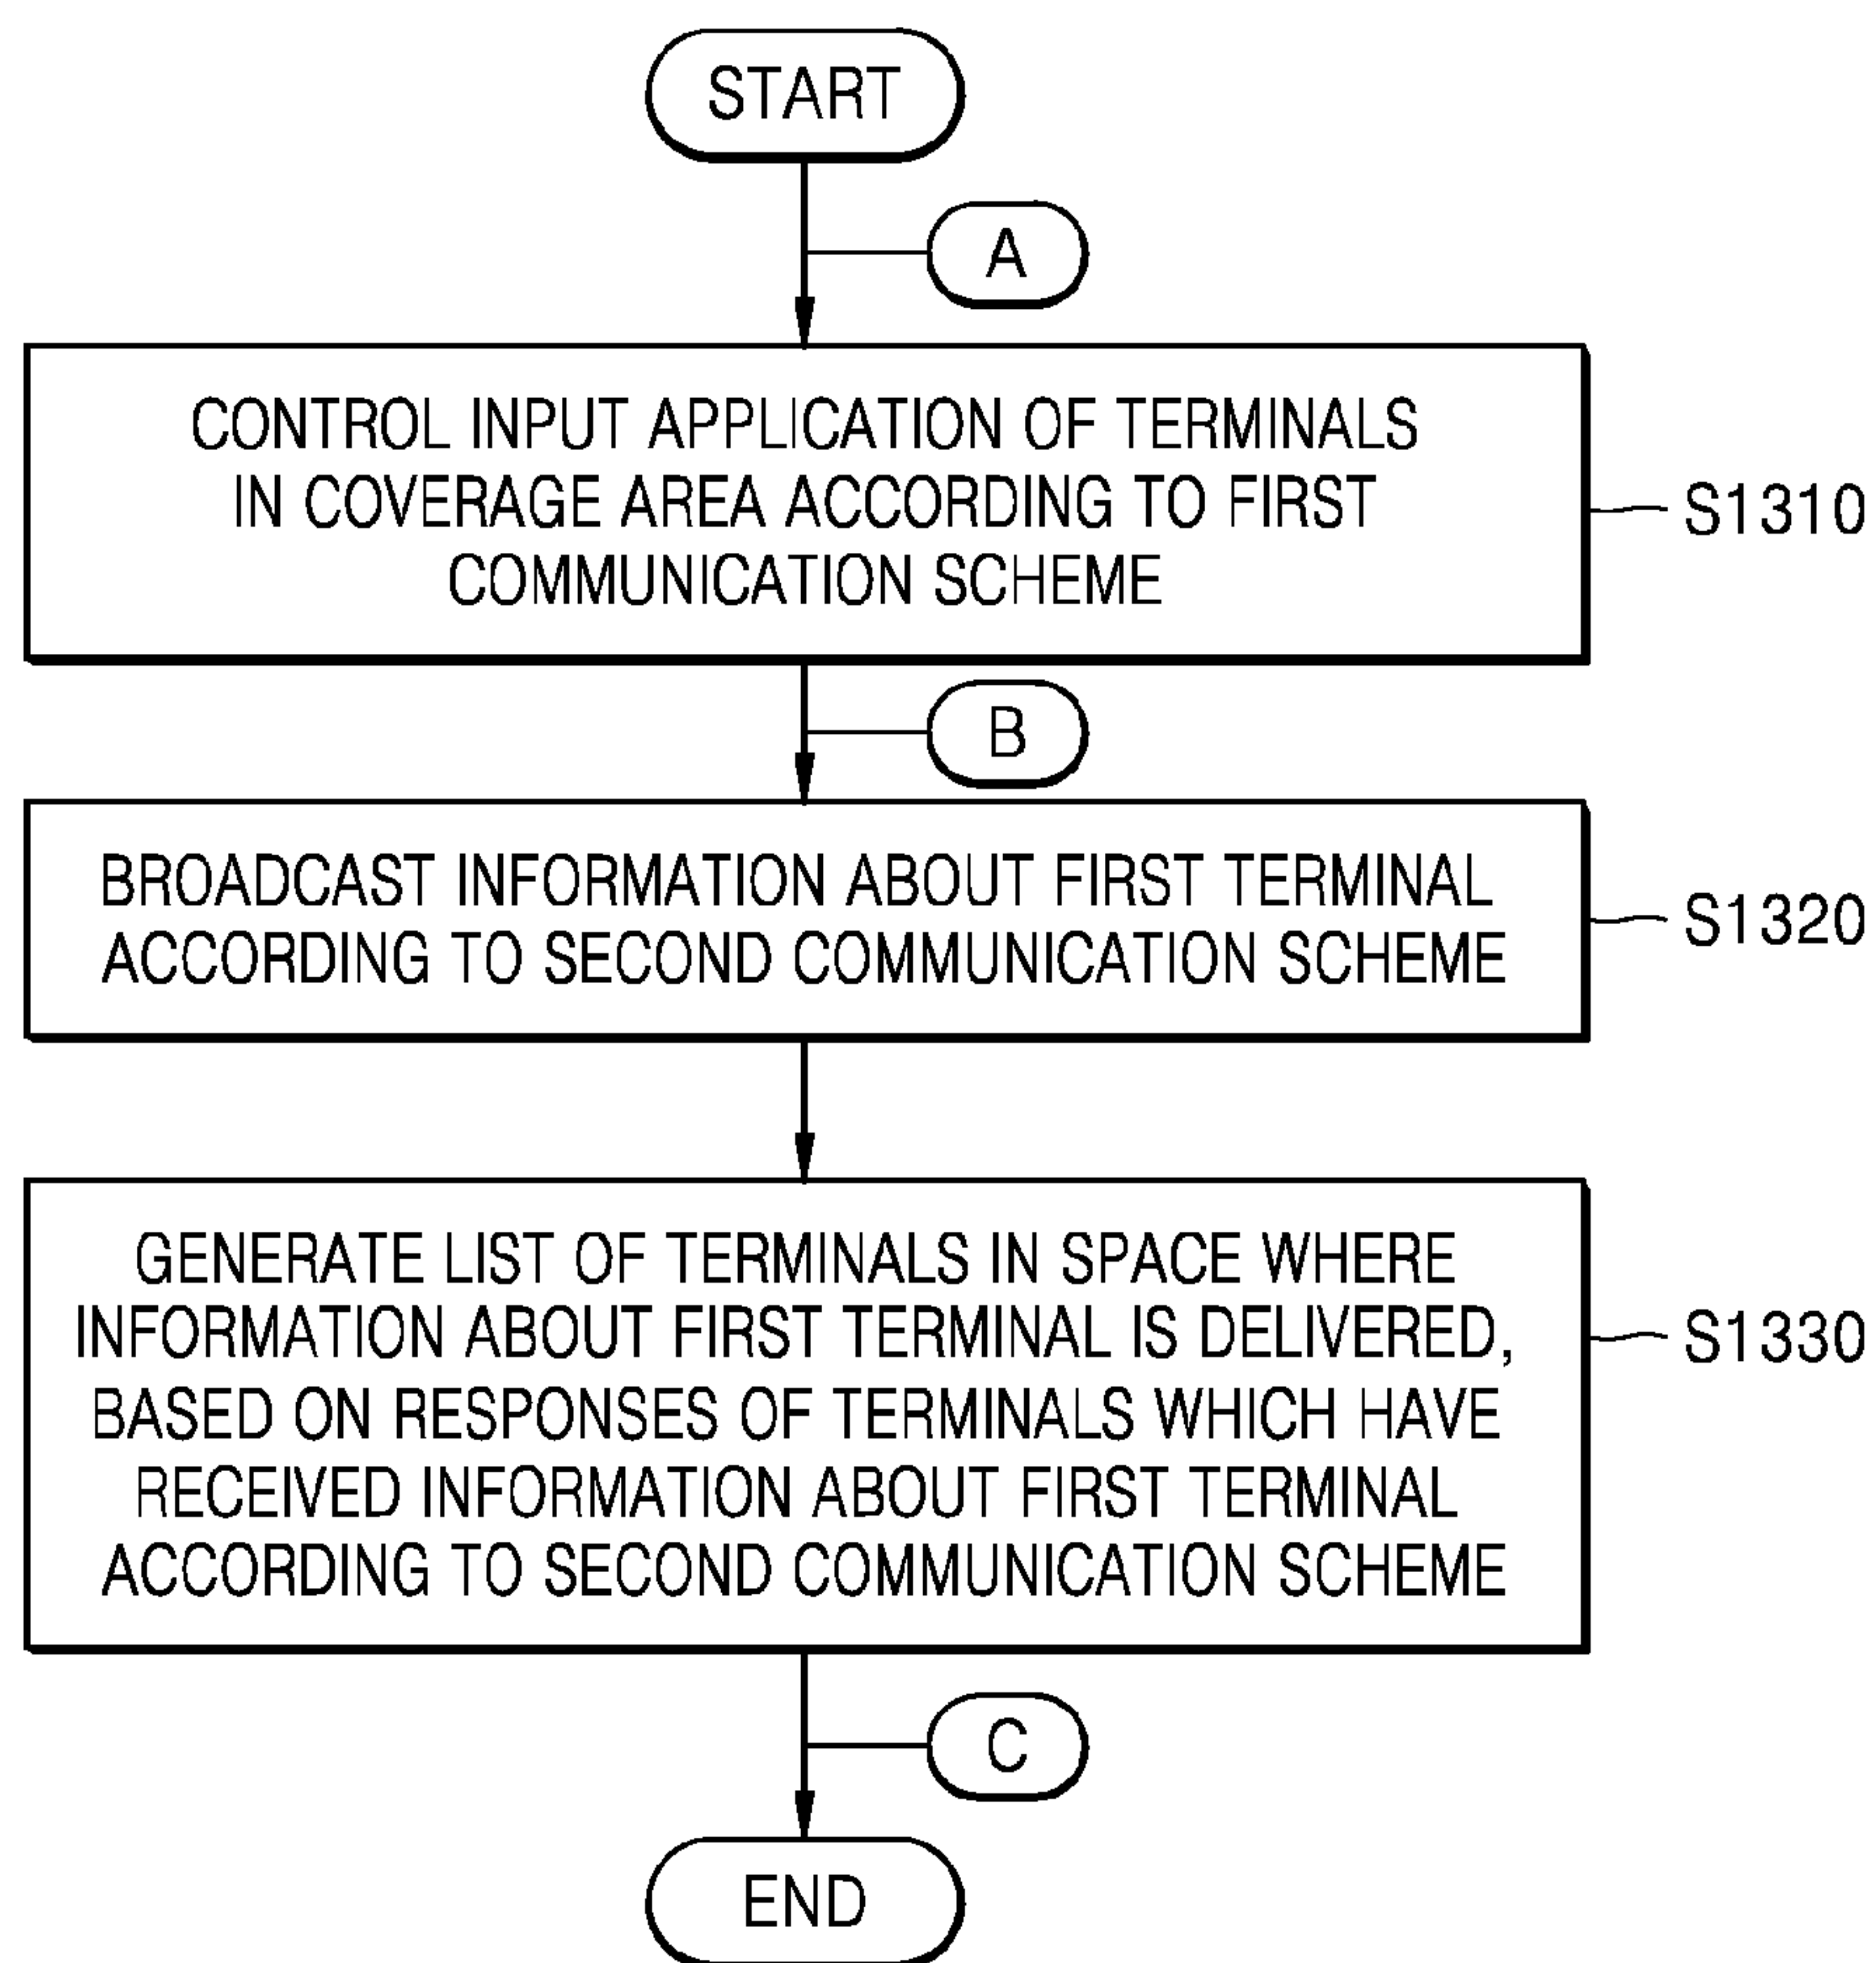 START
A
CONTROL INPUT APPLICATION OF TERMINALS
IN COVERAGE AREA ACCORDING TO FIRST
COMMUNICATION SCHEME
S1310
B
BROADCAST INFORMATION ABOUT FIRST TERMINAL
ACCORDING TO SECOND COMMUNICATION SCHEME
S1320
GENERATE LIST OF TERMINALS IN SPACE WHERE
INFORMATION ABOUT FIRST TERMINAL IS DELIVERED,
BASED ON RESPONSES OF TERMINALS WHICH HAVE
RECEIVED INFORMATION ABOUT FIRST TERMINAL
ACCORDING TO SECOND COMMUNICATION SCHEME
S1330
C
END